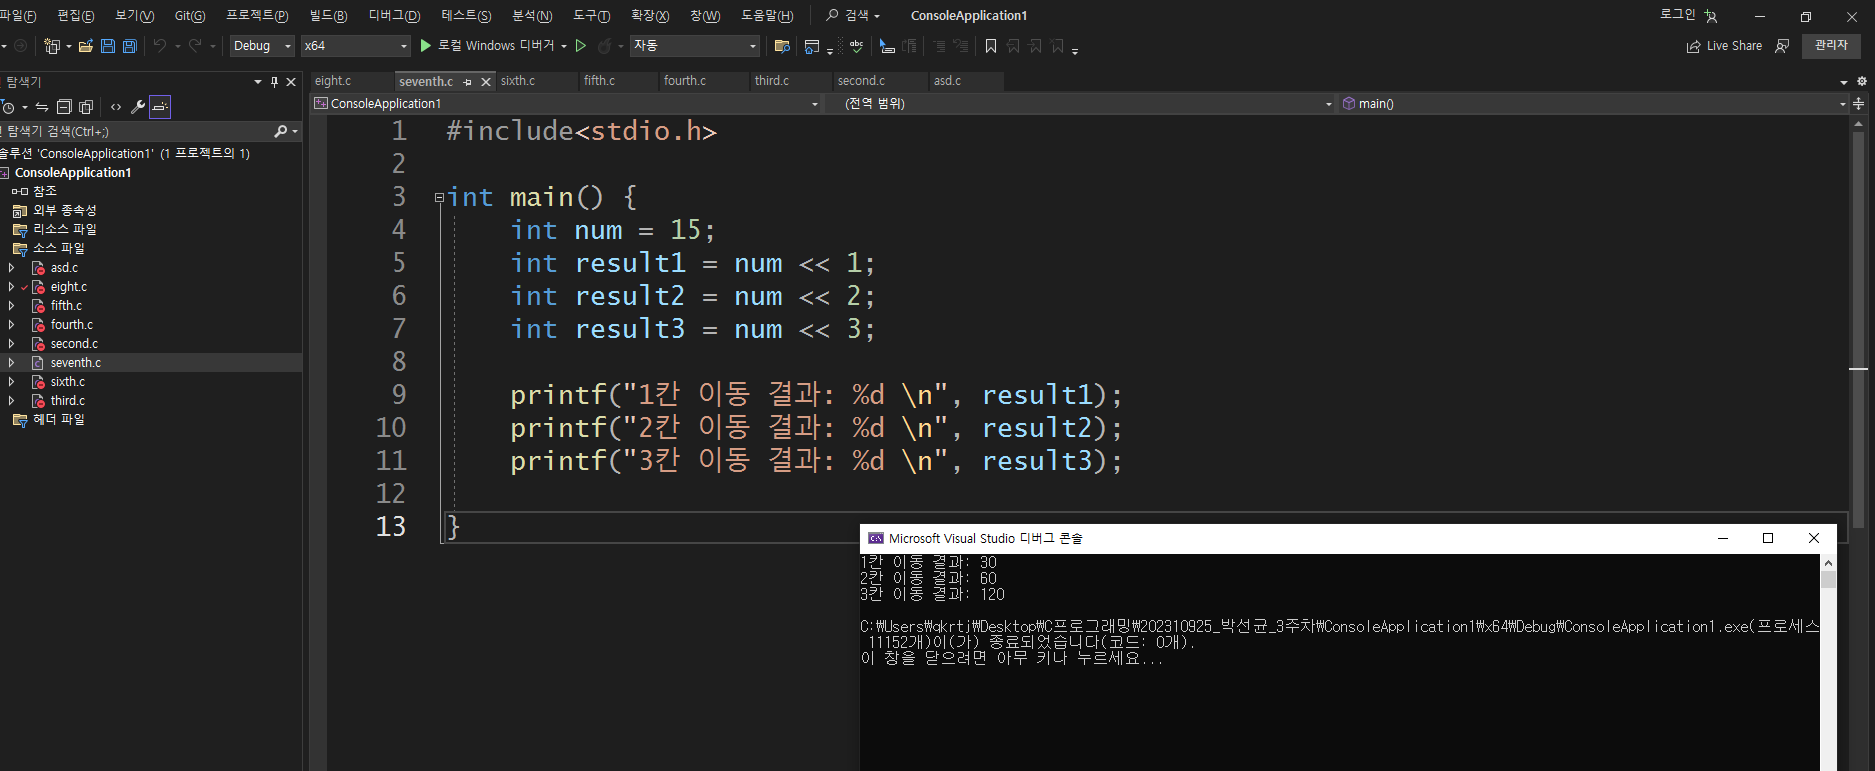 파일(F) 편집(E) 보기(V) Git(G) 프로젝트(P) 빌드(B) 디버그(D) 테스트(S) 분석(N) 도구(T) 확장(X) 창(W) 도움말(H) 검색 ConsoleApplication1 로그인
Debug x64 로컬 Windows 디버거 자동 abc Live Share 관리자
탐색기
eight.c seventh.c sixth.c fifth.c fourth.c third.c second.c asd.c
ConsoleApplication1 (전역 범위) main()
탐색기 검색(Ctrl+;)
솔루션 'ConsoleApplication1' (1 프로젝트의 1)
ConsoleApplication1
참조
외부 종속성
리소스 파일
소스 파일
asd.c
eight.c
fifth.c
fourth.c
second.c
seventh.c
sixth.c
third.c
헤더 파일
1 #include<stdio.h>
2
3 int main() {
4 int num = 15;
5 int result1 = num << 1;
6 int result2 = num << 2;
7 int result3 = num << 3;
8
9 printf("1칸 이동 결과: %d \n", result1);
10 printf("2칸 이동 결과: %d \n", result2);
11 printf("3칸 이동 결과: %d \n", result3);
12
13 }
Microsoft Visual Studio 디버그 콘솔
1칸 이동 결과: 30
2칸 이동 결과: 60
3칸 이동 결과: 120
C:₩Users₩qkrtj₩Desktop₩C프로그래밍₩202310925_박선균_3주차₩ConsoleApplication1₩x64₩Debug₩ConsoleApplication1.exe(프로세스
11152개)이(가) 종료되었습니다(코드: 0개).
이 창을 닫으려면 아무 키나 누르세요...